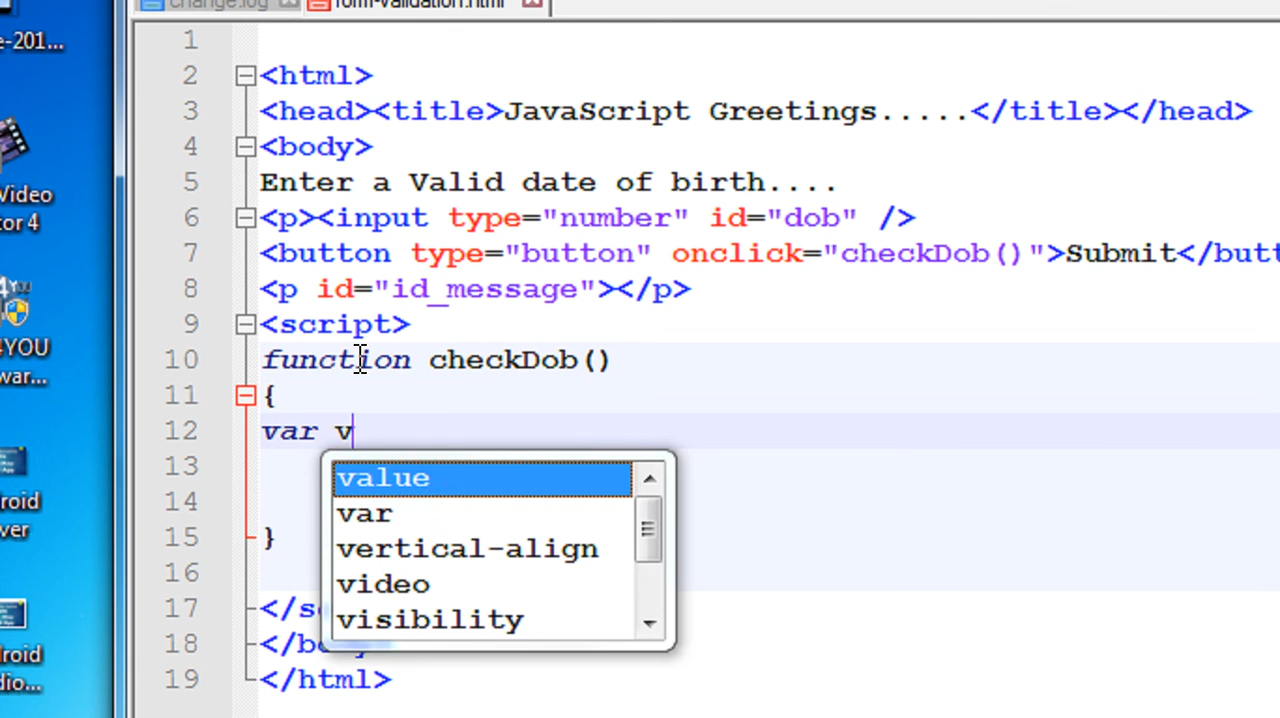 change.log form-validation.html
e-201...
Video
tor 4
4YOU
war...
roid
ver
droid
dio...
1
2 <html>
3 <head><title>JavaScript Greetings.....</title></head>
4 <body>
5 Enter a Valid date of birth....
6 <p><input type="number" id="dob" />
7 <button type="button" onclick="checkDob()">Submit</butt
8 <p id="id_message"></p>
9 <script>
10 function checkDob()
11 {
12 var v
13 value
14 var
15 } vertical-align
16 video
visibility
17 </s
18 </bo
19 </html>